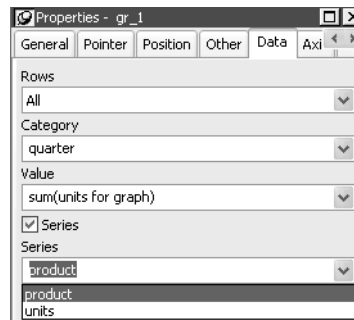 Properties - gr_1
General Pointer Position Other Data Axi
Rows
All
Category
quarter
Value
sum(units for graph)
Series
Series
product
product
units